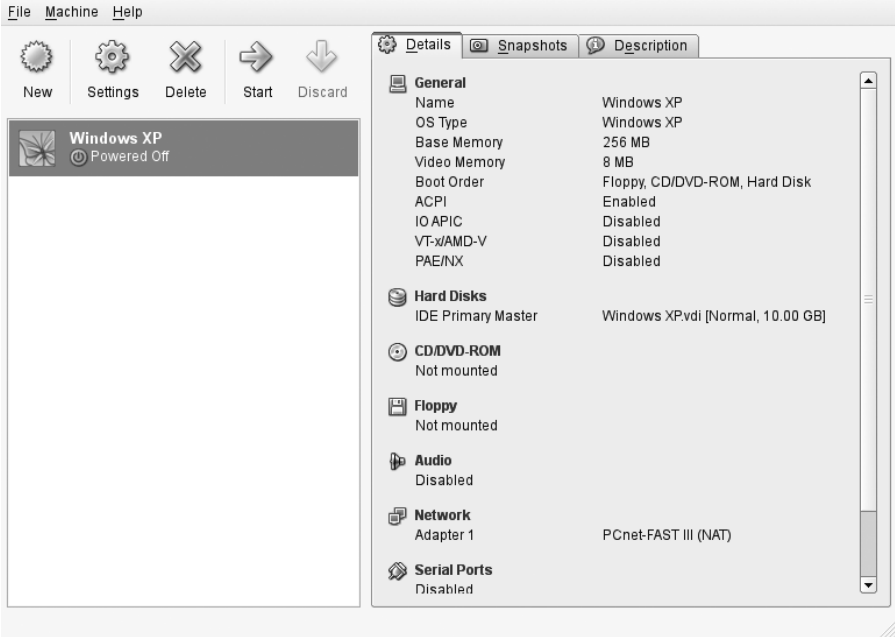 File Machine Help
New Settings Delete Start Discard
Windows XP
Powered Off
Details Snapshots Description
General
Name Windows XP
OS Type Windows XP
Base Memory 256 MB
Video Memory 8 MB
Boot Order Floppy, CD/DVD-ROM, Hard Disk
ACPI Enabled
IO APIC Disabled
VT-x/AMD-V Disabled
PAE/NX Disabled
Hard Disks
IDE Primary Master Windows XP.vdi [Normal, 10.00 GB]
CD/DVD-ROM
Not mounted
Floppy
Not mounted
Audio
Disabled
Network
Adapter 1 PCnet-FAST III (NAT)
Serial Ports
Disabled